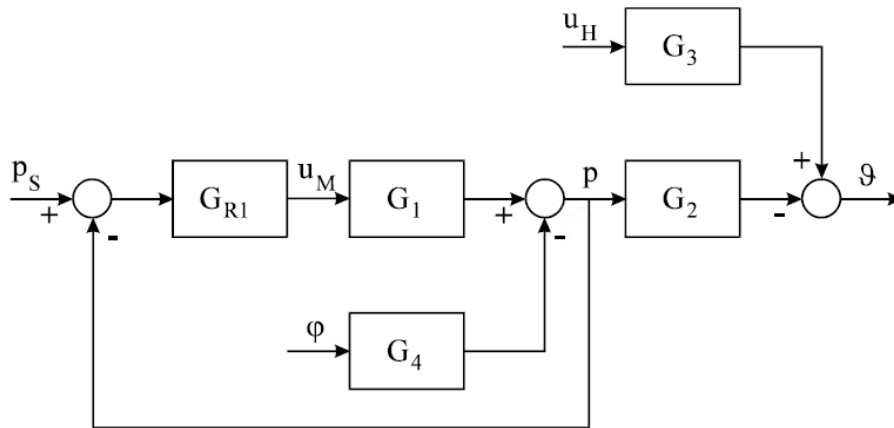 u_H
G_3
+
p_S
G_R1
u_M
G_1
p
G_2
ϑ
+
-
+
-
-
φ
G_4